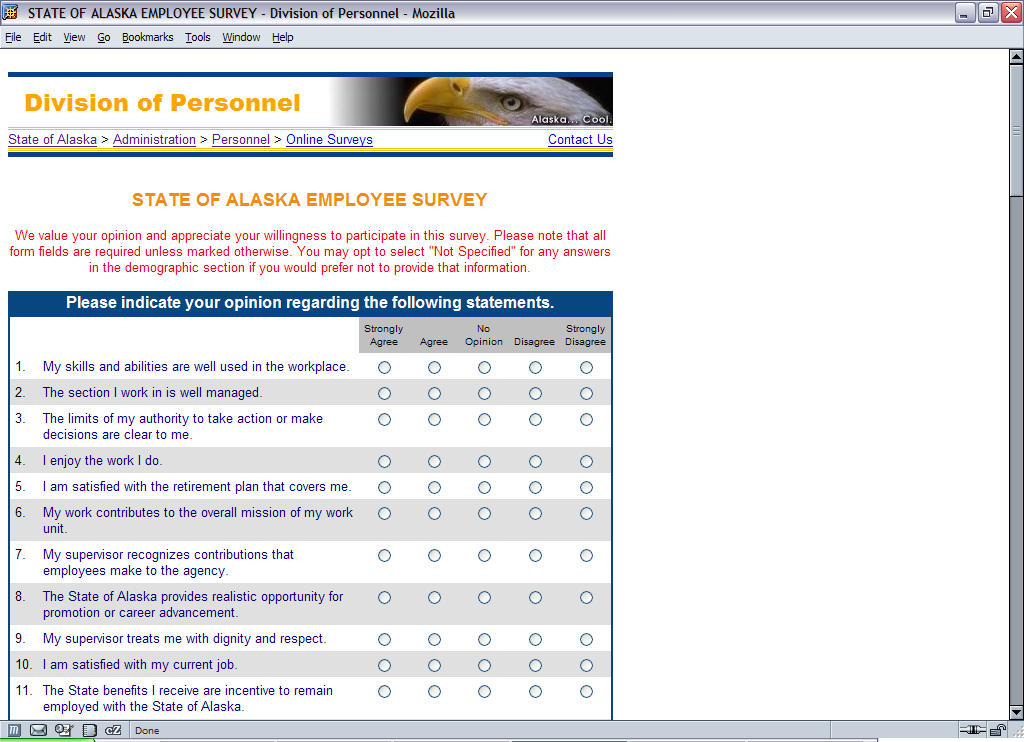 STATE OF ALASKA EMPLOYEE SURVEY - Division of Personnel - Mozilla
File Edit View Go Bookmarks Tools Window Help
Division of Personnel
Alaska... Cool.
State of Alaska > Administration > Personnel > Online Surveys Contact Us
STATE OF ALASKA EMPLOYEE SURVEY
We value your opinion and appreciate your willingness to participate in this survey. Please note that all
form fields are required unless marked otherwise. You may opt to select "Not Specified" for any answers
in the demographic section if you would prefer not to provide that information.
Please indicate your opinion regarding the following statements.
Strongly No Strongly
Agree Agree Opinion Disagree Disagree
1. My skills and abilities are well used in the workplace.
2. The section I work in is well managed.
3. The limits of my authority to take action or make
decisions are clear to me.
4. I enjoy the work I do.
5. I am satisfied with the retirement plan that covers me.
6. My work contributes to the overall mission of my work
unit.
7. My supervisor recognizes contributions that
employees make to the agency.
8. The State of Alaska provides realistic opportunity for
promotion or career advancement.
9. My supervisor treats me with dignity and respect.
10. I am satisfied with my current job.
11. The State benefits I receive are incentive to remain
employed with the State of Alaska.
cZ Done